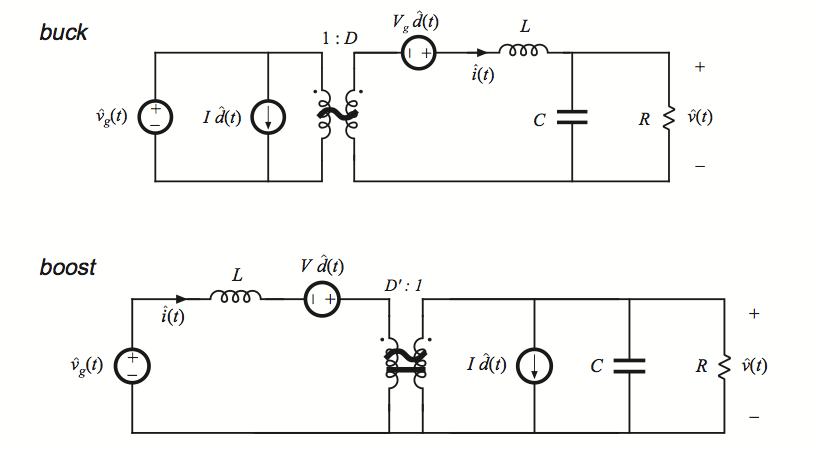 buck
1 : D
V_g d̂(t)
L
î(t)
v̂_g(t)
+
–
I d̂(t)
– +
C
R
+
v̂(t)
–
boost
L
V d̂(t)
D' : 1
î(t)
– +
v̂_g(t)
+
–
I d̂(t)
C
R
+
v̂(t)
–